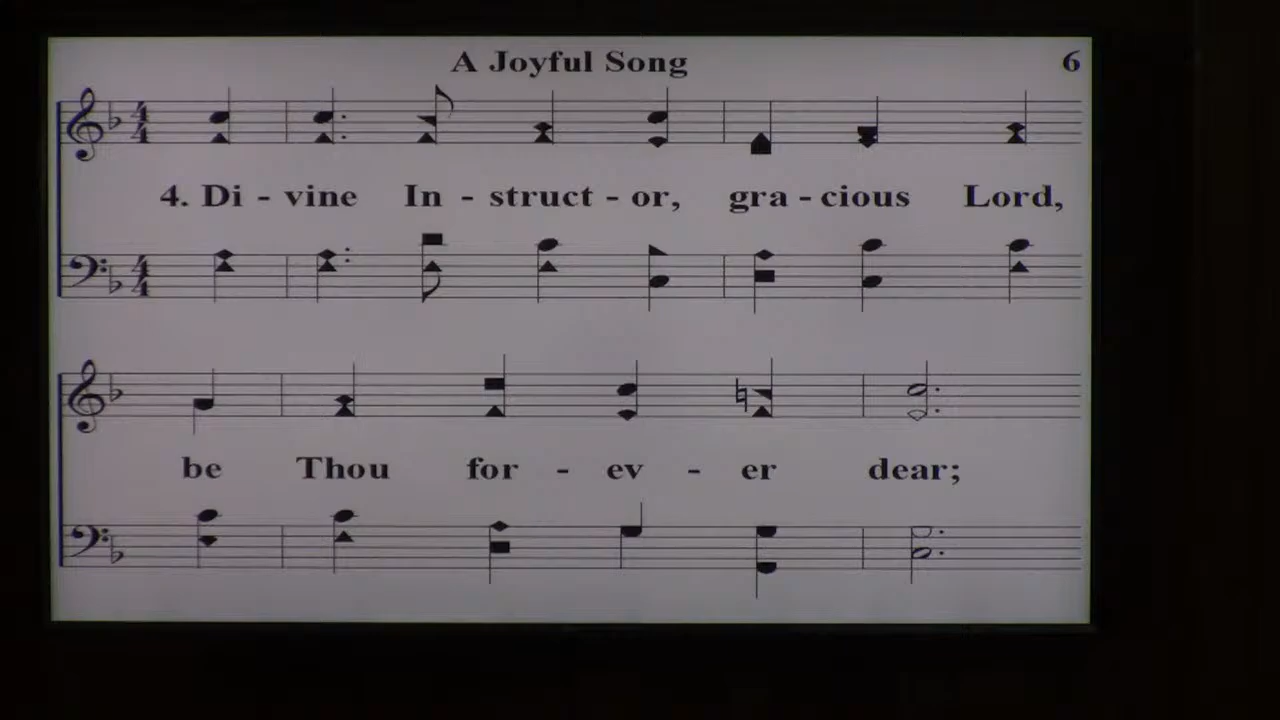 A Joyful Song 6
4. Di - vine In - struct - or, gra - cious Lord,
be Thou for - ev - er dear;